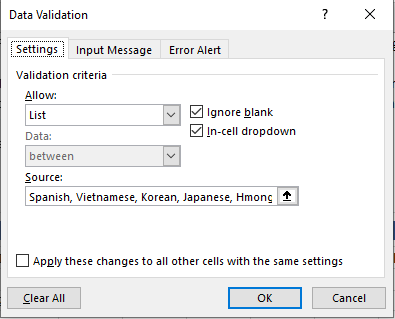 Data Validation ? ×
Settings Input Message Error Alert
Validation criteria
Allow:
List
Ignore blank
Data:
In-cell dropdown
between
Source:
Spanish, Vietnamese, Korean, Japanese, Hmong
Apply these changes to all other cells with the same settings
Clear All OK Cancel